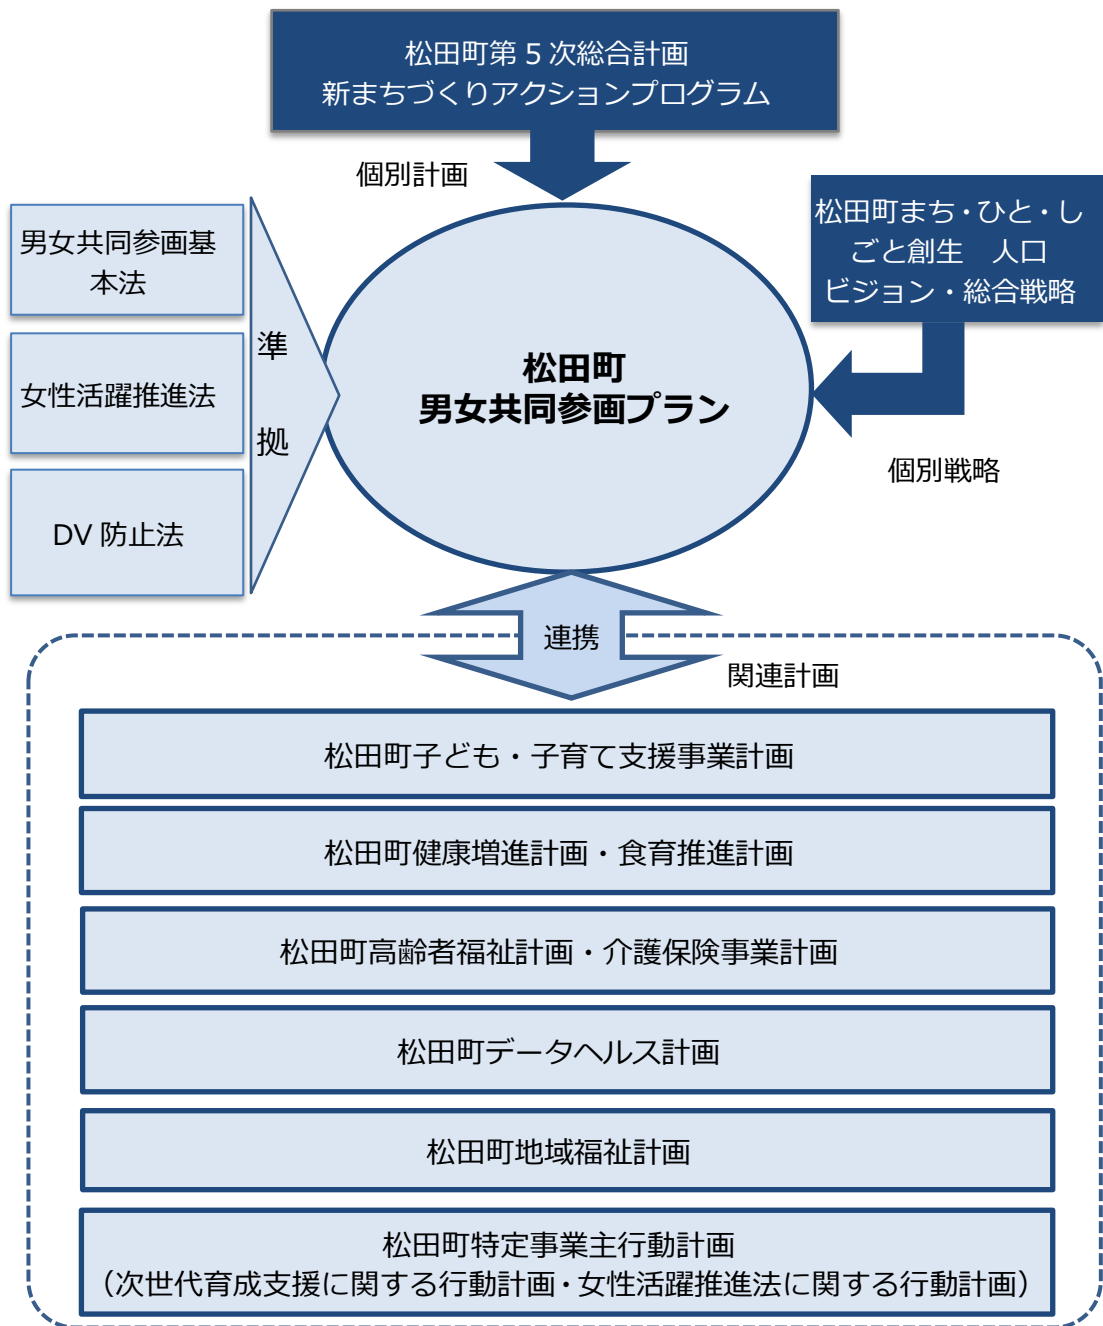 松田町第 5 次総合計画
新まちづくりアクションプログラム
個別計画
松田町まち・ひと・し
ごと創生　人口
ビジョン・総合戦略
個別戦略
男女共同参画基
本法
女性活躍推進法
DV 防止法
準
拠
松田町
男女共同参画プラン
連携
関連計画
松田町子ども・子育て支援事業計画
松田町健康増進計画・食育推進計画
松田町高齢者福祉計画・介護保険事業計画
松田町データヘルス計画
松田町地域福祉計画
松田町特定事業主行動計画
（次世代育成支援に関する行動計画・女性活躍推進法に関する行動計画）